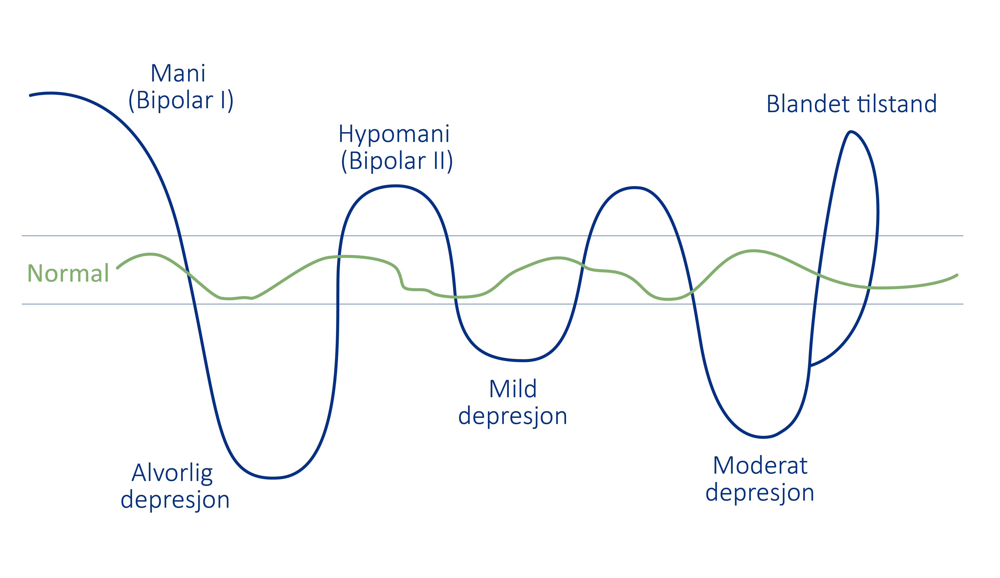 Mani
(Bipolar I)
Blandet tilstand
Hypomani
(Bipolar II)
Normal
Mild
depresjon
Alvorlig
depresjon
Moderat
depresjon